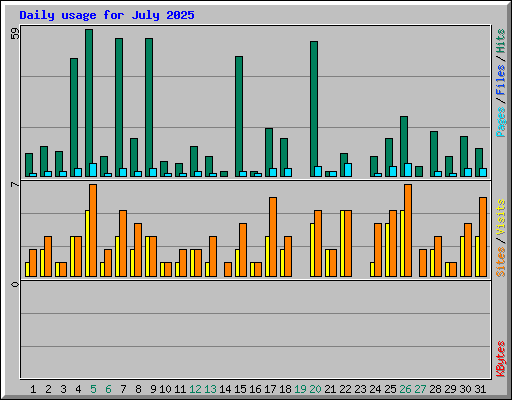 Daily usage for July 2025
59
Pages / Files / Hits
7
Sites / Visits
0
KBytes
1 2 3 4 5 6 7 8 9 10 11 12 13 14 15 16 17 18 19 20 21 22 23 24 25 26 27 28 29 30 31